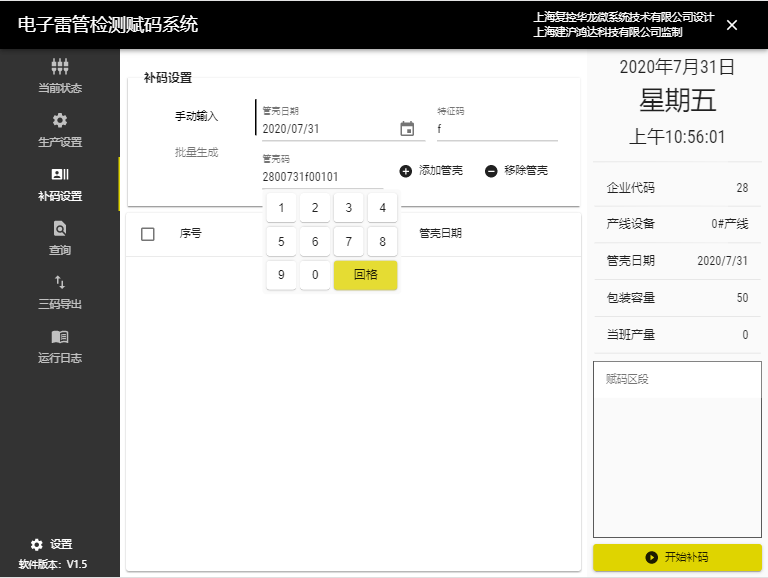 电子雷管检测赋码系统
上海复控华龙微系统技术有限公司设计
上海建沪鸿达科技有限公司监制
当前状态
生产设置
补码设置
查询
三码导出
运行日志
设置
软件版本：V1.5
补码设置
手动输入
批量生成
管壳日期
2020/07/31
特征码
f
管壳码
2800731f00101
添加管壳
移除管壳
1 2 3 4
5 6 7 8
9 0 回格
序号
管壳日期
2020年7月31日
星期五
上午10:56:01
企业代码 28
产线设备 0#产线
管壳日期 2020/7/31
包装容量 50
当班产量 0
赋码区段
开始补码